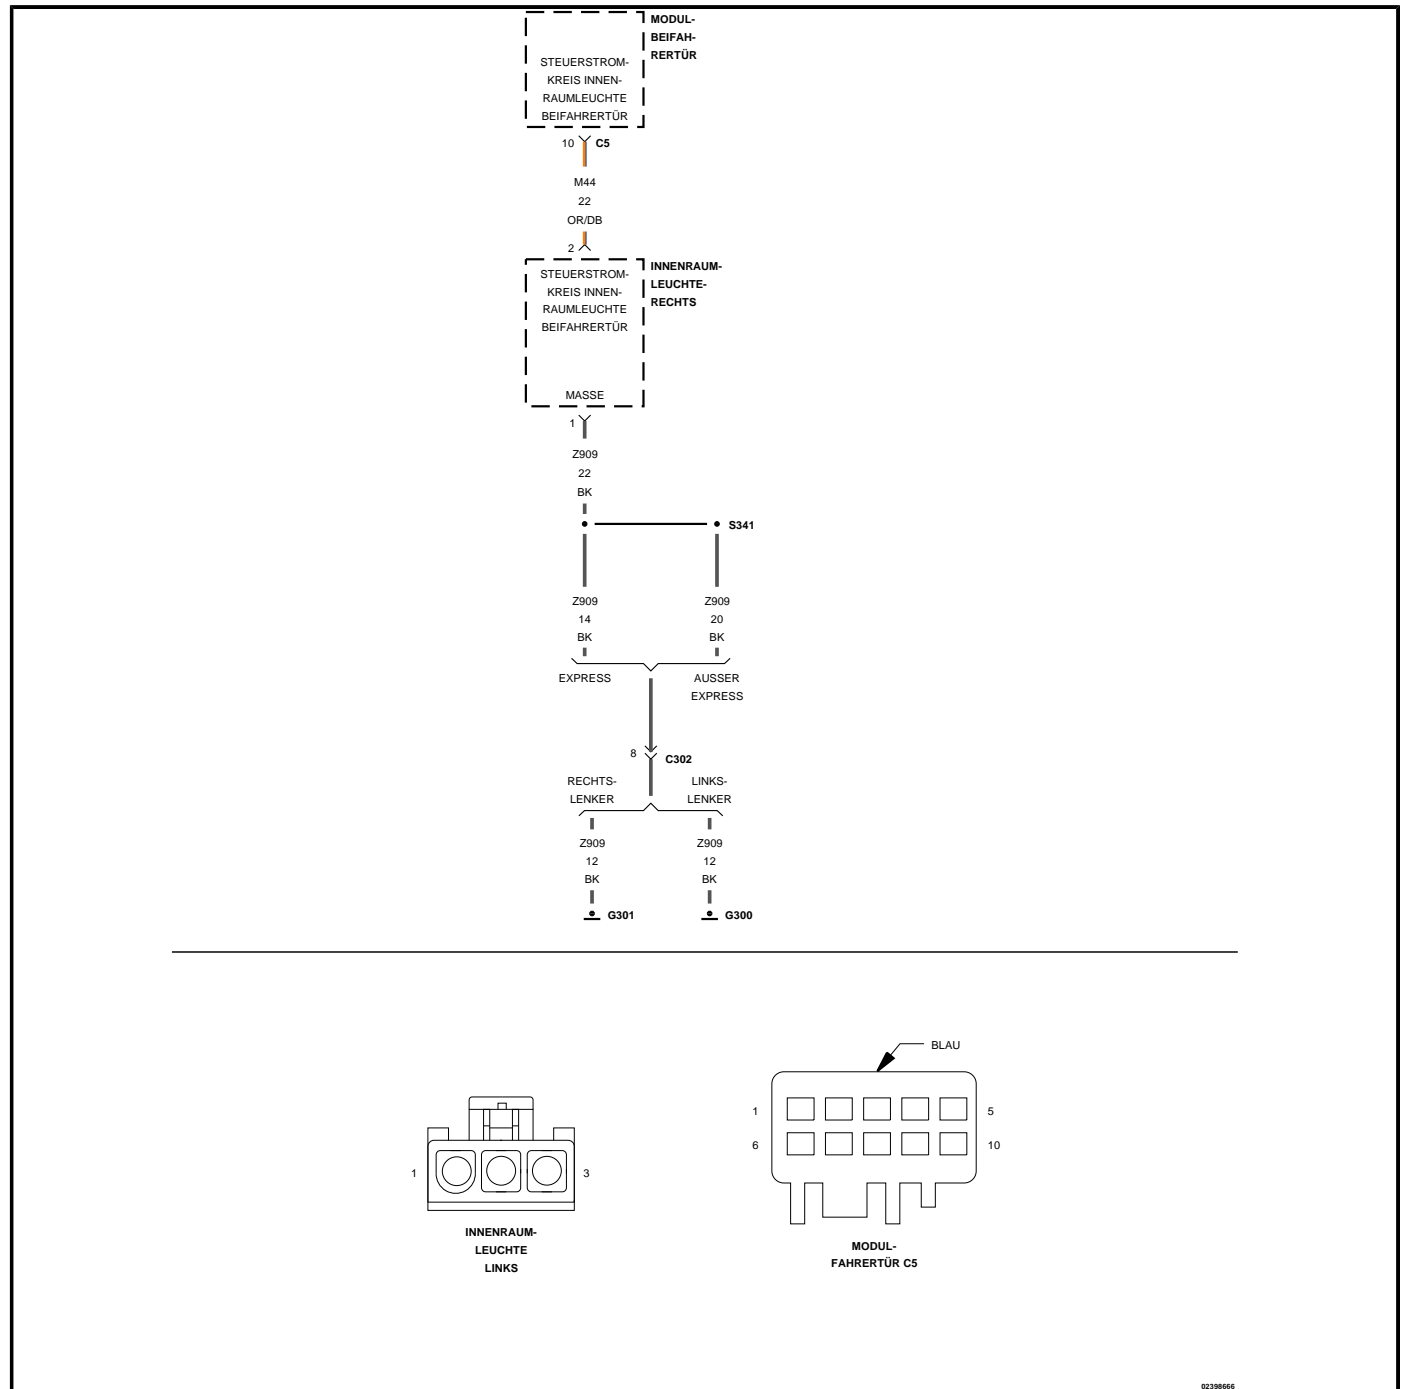 MODUL-
BEIFAH-
RERTÜR
STEUERSTROM-
KREIS INNEN-
RAUMLEUCHTE
BEIFAHRERTÜR
10 C5
M44
22
OR/DB
2
INNENRAUM-
LEUCHTE-
RECHTS
STEUERSTROM-
KREIS INNEN-
RAUMLEUCHTE
BEIFAHRERTÜR
MASSE
1
Z909
22
BK
S341
Z909
14
BK
Z909
20
BK
EXPRESS
AUSSER
EXPRESS
8 C302
RECHTS-
LENKER
LINKS-
LENKER
Z909
12
BK
Z909
12
BK
G301
G300
BLAU
1
3
INNENRAUM-
LEUCHTE
LINKS
1
5
6
10
MODUL-
FAHRERTÜR C5
02398666